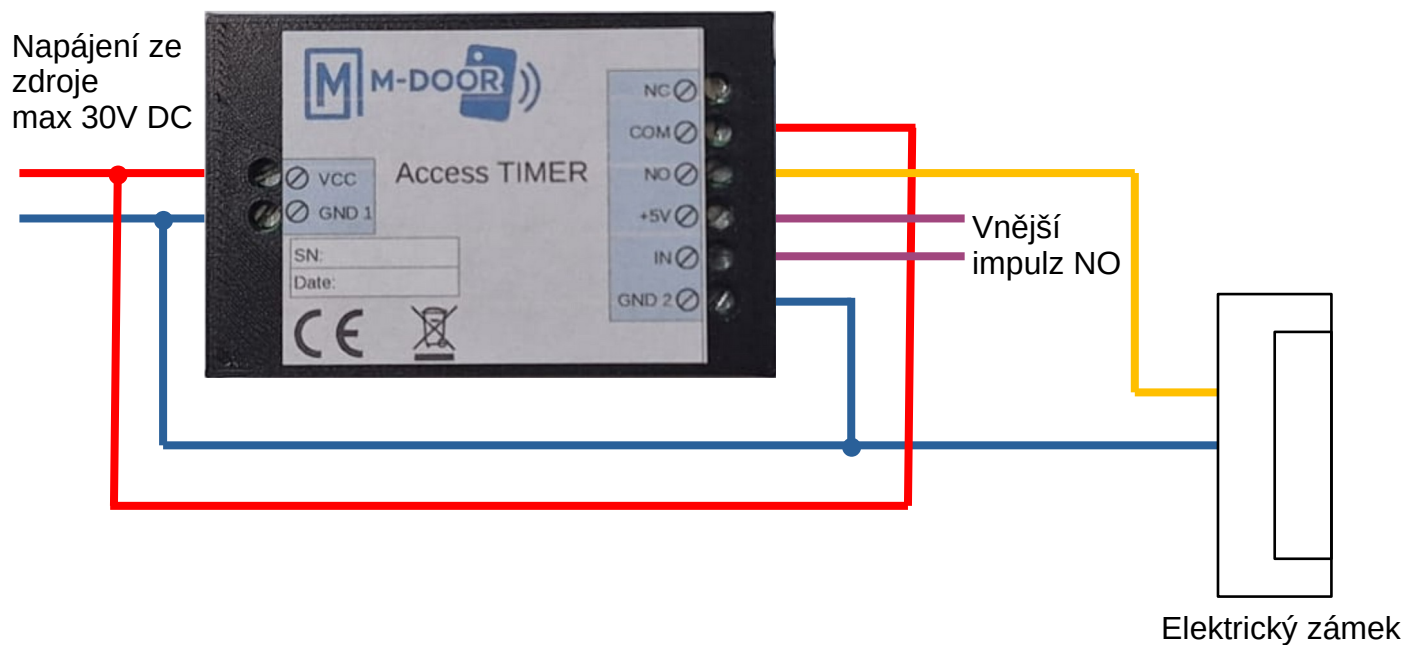 Napájení ze
zdroje
max 30V DC
M M-DOOR
Access TIMER
VCC
GND 1
SN:
Date:
CE
NC
COM
NO
+5V
IN
GND 2
Vnější
impulz NO
Elektrický zámek